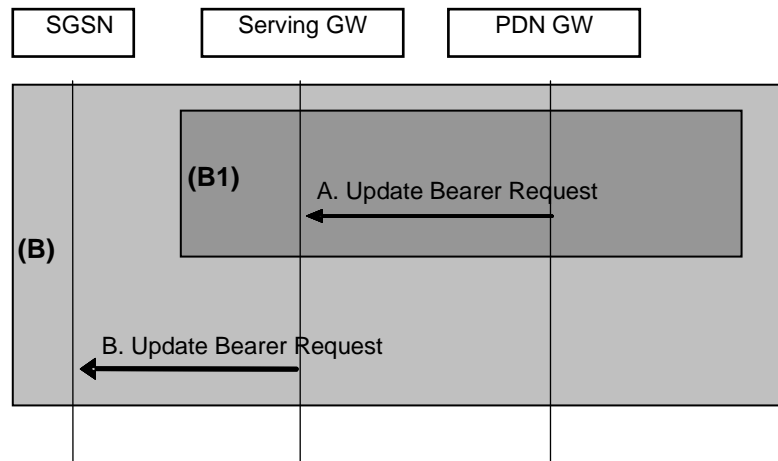 SGSN
Serving GW
PDN GW
(B1)
A. Update Bearer Request
(B)
B. Update Bearer Request